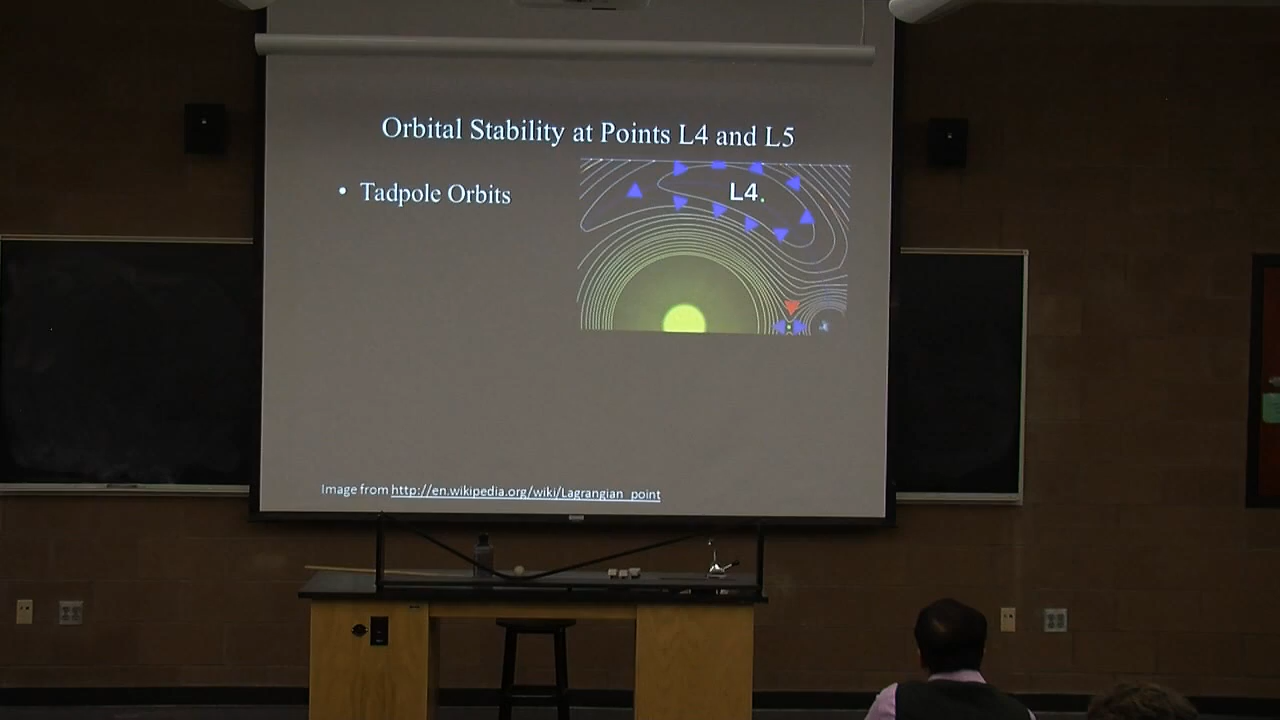 Orbital Stability at Points L4 and L5
• Tadpole Orbits
L4
Image from http://en.wikipedia.org/wiki/Lagrangian_point